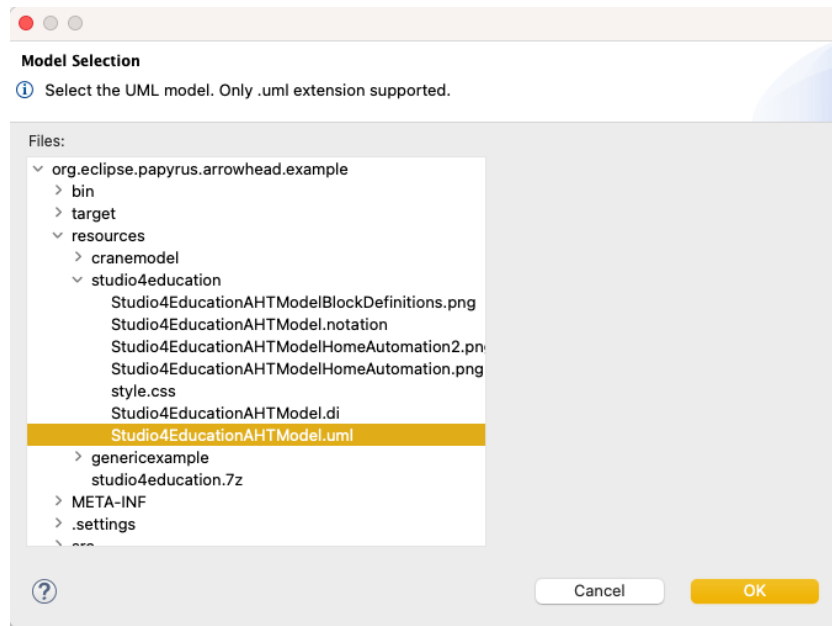 Model Selection
Select the UML model. Only .uml extension supported.
Files:
org.eclipse.papyrus.arrowhead.example
bin
target
resources
cranemodel
studio4education
Studio4EducationAHTModelBlockDefinitions.png
Studio4EducationAHTModel.notation
Studio4EducationAHTModelHomeAutomation2.pn
Studio4EducationAHTModelHomeAutomation.png
style.css
Studio4EducationAHTModel.di
Studio4EducationAHTModel.uml
genericexample
studio4education.7z
META-INF
.settings
Cancel
OK